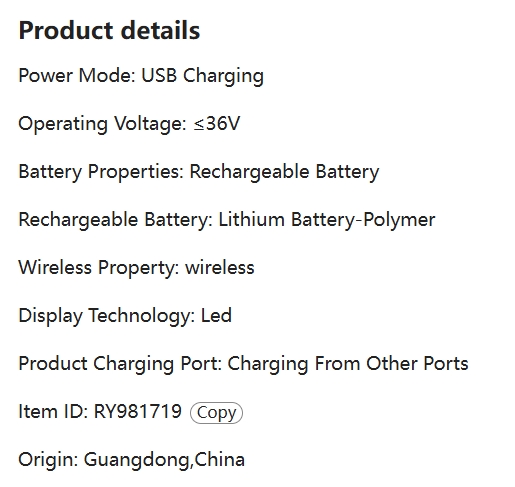 Product details
Power Mode: USB Charging
Operating Voltage: ≤36V
Battery Properties: Rechargeable Battery
Rechargeable Battery: Lithium Battery-Polymer
Wireless Property: wireless
Display Technology: Led
Product Charging Port: Charging From Other Ports
Item ID: RY981719 Copy
Origin: Guangdong,China